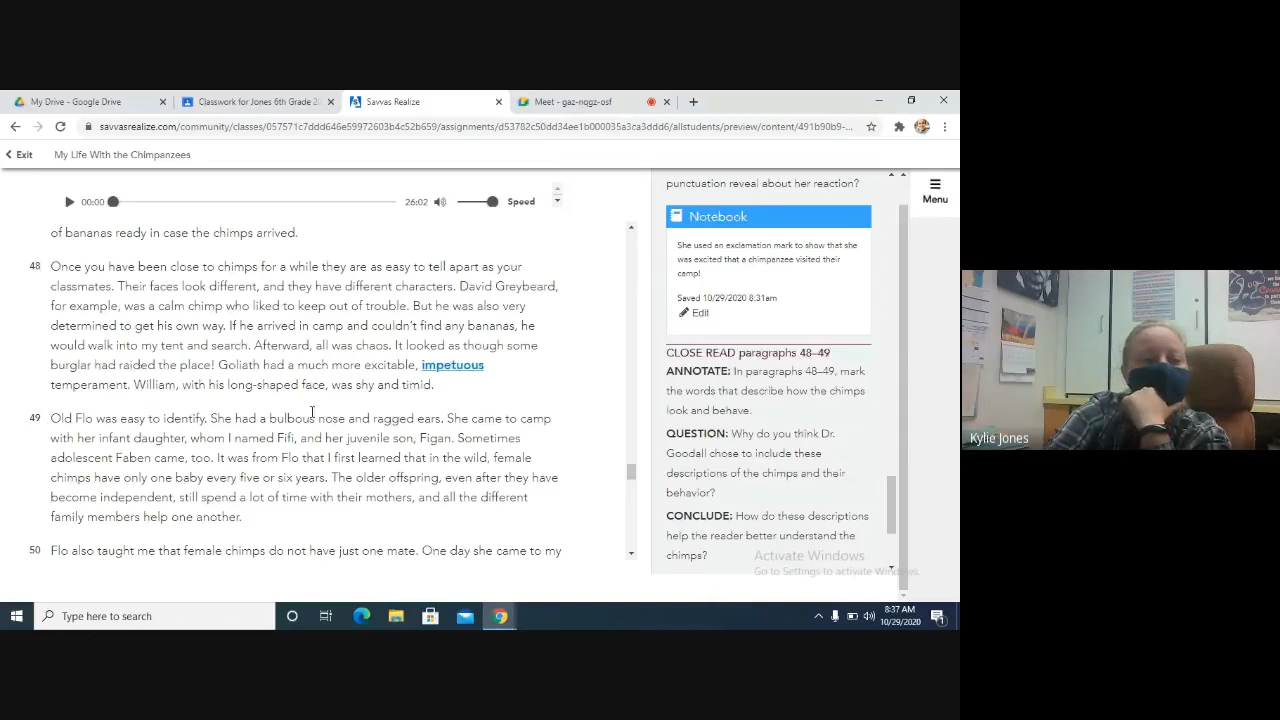 My Drive - Google Drive
Classwork for Jones 6th Grade 2
Savvas Realize
Meet - gaz-nqgz-osf
savvasrealize.com/community/classes/057571c7ddd646e59972603b4c52b659/assignments/d53782c50dd34ee1b000035a3ca3ddd6/allstudents/preview/content/491b90b9-...
Exit
My Life With the Chimpanzees
Menu
00:00
26:02
Speed
of bananas ready in case the chimps arrived.
48 Once you have been close to chimps for a while they are as easy to tell apart as your
classmates. Their faces look different, and they have different characters. David Greybeard,
for example, was a calm chimp who liked to keep out of trouble. But he was also very
determined to get his own way. If he arrived in camp and couldn't find any bananas, he
would walk into my tent and search. Afterward, all was chaos. It looked as though some
burglar had raided the place! Goliath had a much more excitable, impetuous
temperament. William, with his long-shaped face, was shy and timid.
49 Old Flo was easy to identify. She had a bulbous nose and ragged ears. She came to camp
with her infant daughter, whom I named Fifi, and her juvenile son, Figan. Sometimes
adolescent Faben came, too. It was from Flo that I first learned that in the wild, female
chimps have only one baby every five or six years. The older offspring, even after they have
become independent, still spend a lot of time with their mothers, and all the different
family members help one another.
50 Flo also taught me that female chimps do not have just one mate. One day she came to my
punctuation reveal about her reaction?
Notebook
She used an exclamation mark to show that she
was excited that a chimpanzee visited their
camp!
Saved 10/29/2020 8:31am
Edit
CLOSE READ paragraphs 48–49
ANNOTATE: In paragraphs 48–49, mark
the words that describe how the chimps
look and behave.
QUESTION: Why do you think Dr.
Goodall chose to include these
descriptions of the chimps and their
behavior?
CONCLUDE: How do these descriptions
help the reader better understand the
chimps?
Activate Windows
Go to Settings to activate Windows.
Kylie Jones
Type here to search
8:37 AM
10/29/2020